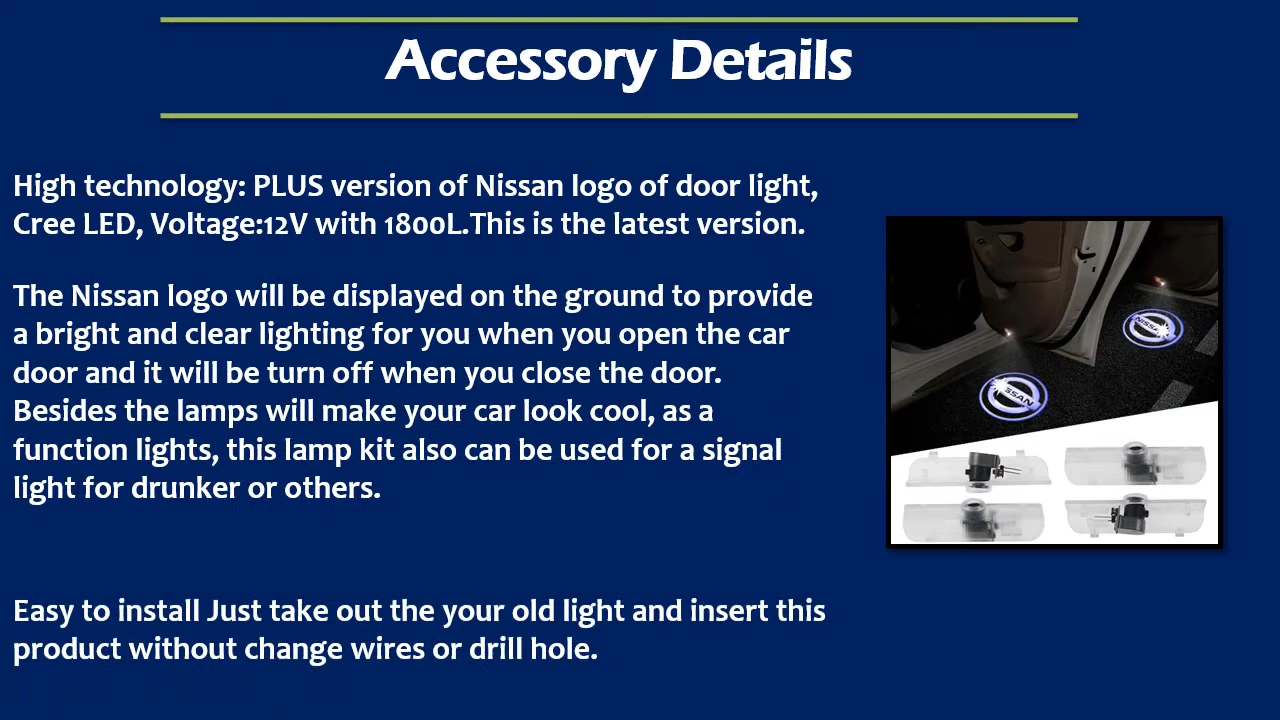 Accessory Details
High technology: PLUS version of Nissan logo of door light,
Cree LED, Voltage:12V with 1800L.This is the latest version.
The Nissan logo will be displayed on the ground to provide
a bright and clear lighting for you when you open the car
door and it will be turn off when you close the door.
Besides the lamps will make your car look cool, as a
function lights, this lamp kit also can be used for a signal
light for drunker or others.
Easy to install Just take out the your old light and insert this
product without change wires or drill hole.
NISSAN
SSAN